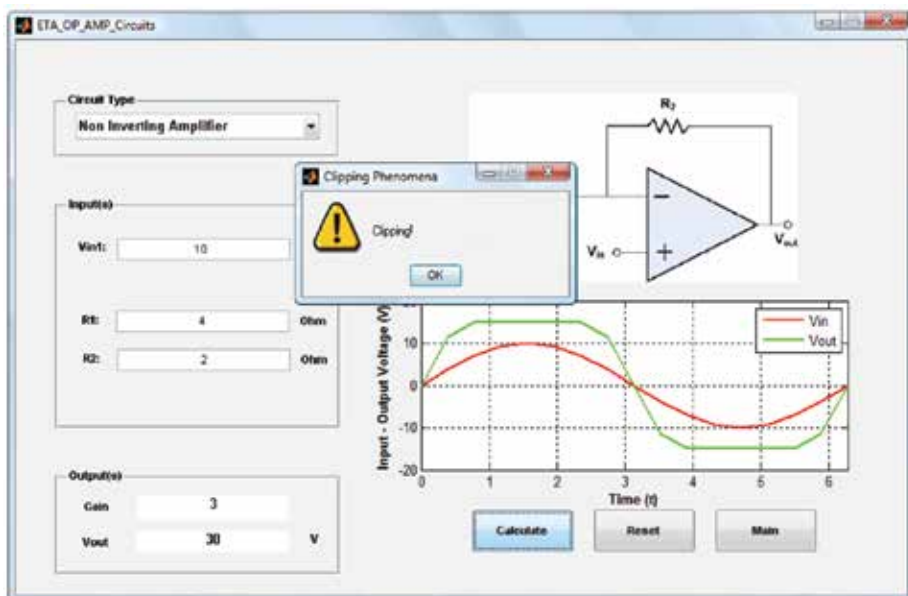 ETA_OP_AMP_Circuits
Circuit Type
Non Inverting Amplifier
Input(s)
Vin1:
10
R1:
4
Ohm
R2:
2
Ohm
Output(s)
Gain
3
Vout
30
V
Clipping Phenomena
Clipping!
OK
R2
Vin
Vout
Input - Output Voltage (V)
10
0
-10
-20
0
1
2
3
4
5
6
Time (t)
Vin
Vout
Calculate
Reset
Main